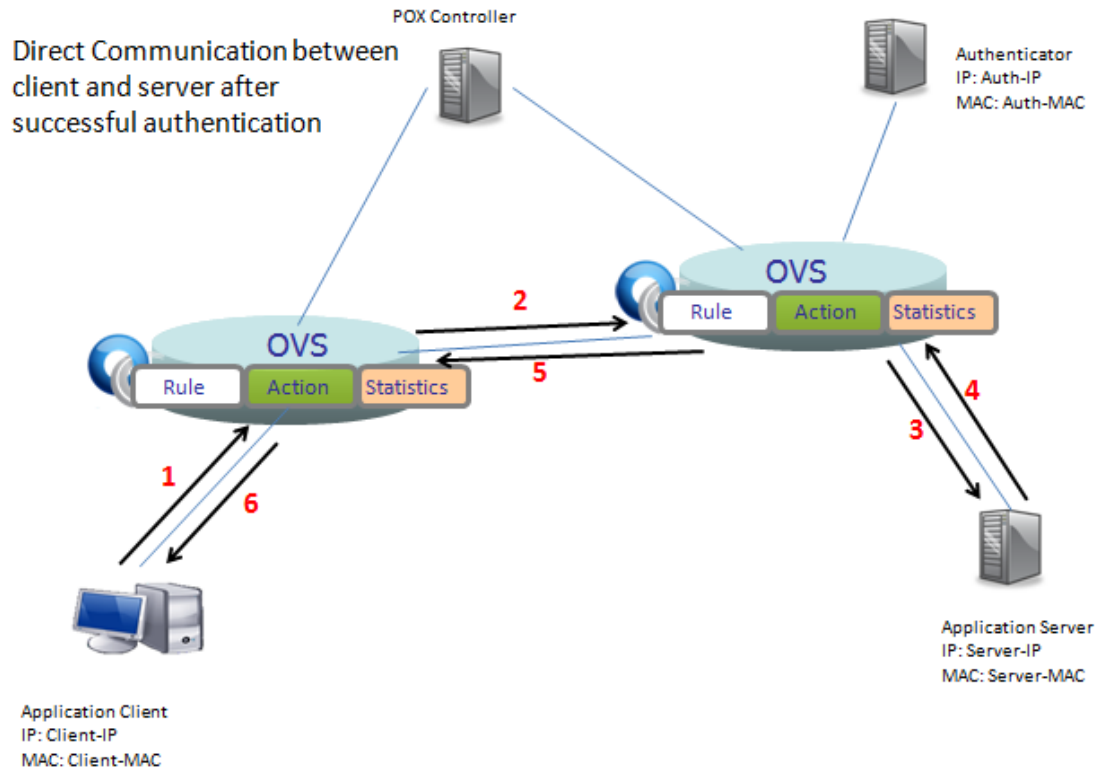 POX Controller
Direct Communication between
client and server after
successful authentication
Authenticator
IP: Auth-IP
MAC: Auth-MAC
OVS
Rule Action Statistics
2
OVS
5
Rule Action Statistics
4
3
1
6
Application Server
IP: Server-IP
MAC: Server-MAC
Application Client
IP: Client-IP
MAC: Client-MAC